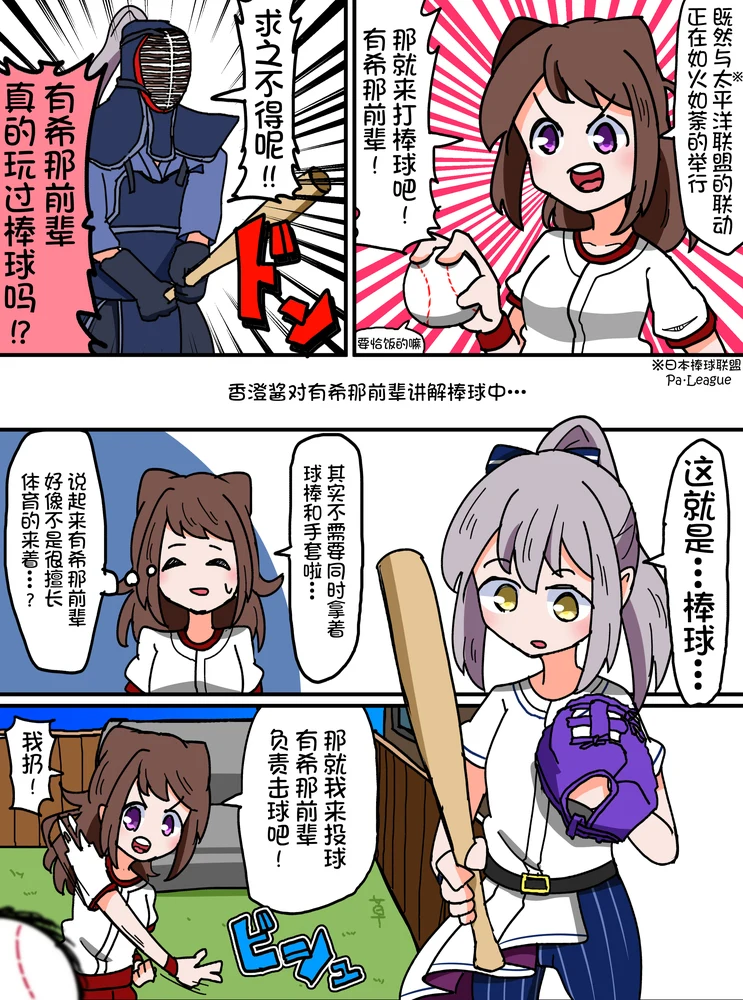 既然与太平洋联盟的联动
※
正在如火如荼的举行
那就来打棒球吧！
有希那前辈！
要恰饭的嘛
※日本棒球联盟
Pa·League
求之不得呢!!
ドン
有希那前辈
真的玩过棒球吗!?
香澄酱对有希那前辈讲解棒球中…
这就是…棒球…
其实不需要同时拿着
球棒和手套啦…
说起来有希那前辈
好像不是很擅长
体育的来着…?
那就我来投球
有希那前辈
负责击球吧！
我扔！
草
ビシュ